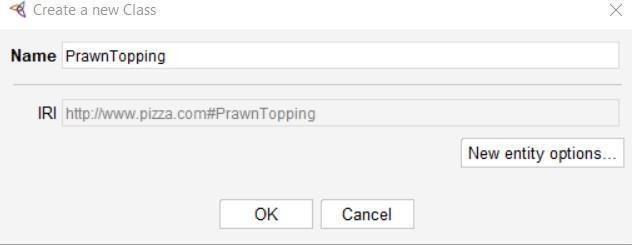 Create a new Class
Name PrawnTopping
IRI http://www.pizza.com#PrawnTopping
New entity options...
OK Cancel